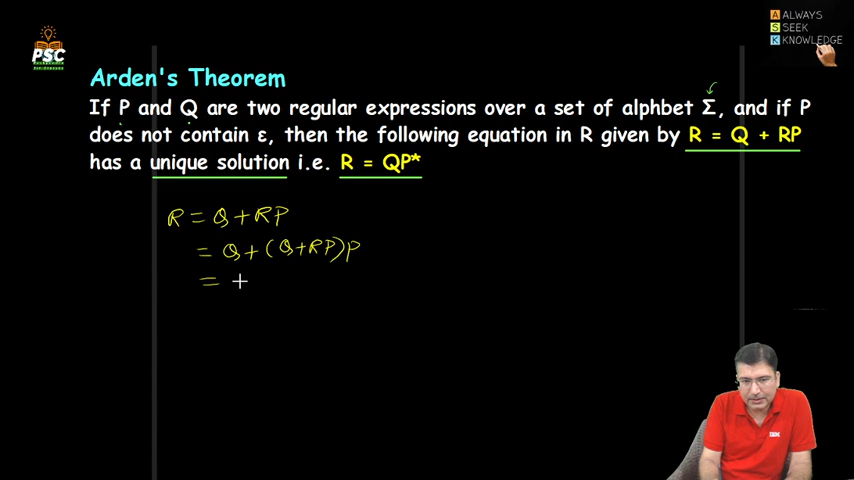 PSC
ALWAYS
SEEK
KNOWLEDGE
A
S
K
Arden's Theorem
If P and Q are two regular expressions over a set of alphbet Σ, and if P
does not contain ε, then the following equation in R given by R = Q + RP
has a unique solution i.e. R = QP*
R = Q + RP
= Q + (Q + RP) P
=
IBM